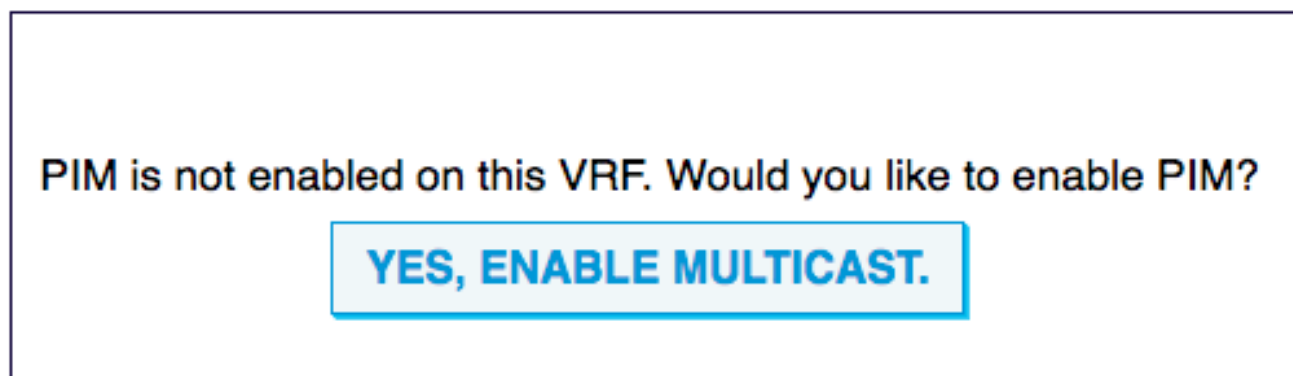 PIM is not enabled on this VRF. Would you like to enable PIM?
YES, ENABLE MULTICAST.